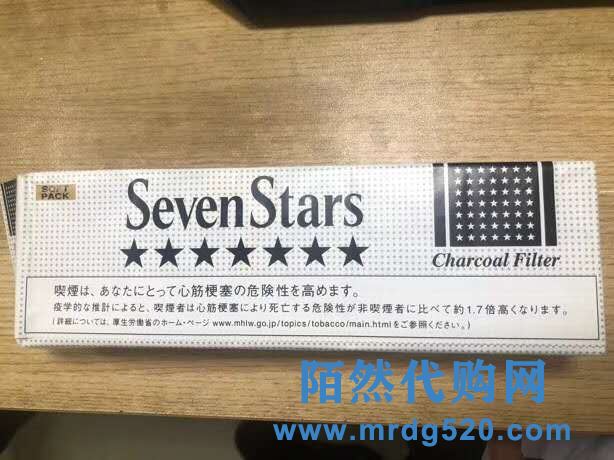 SOFT
PACK
Seven Stars
★★★★★★★
Charcoal Filter
喫煙は、あなたにとって心筋梗塞の危険性を高めます。
疫学的な推計によると、喫煙者は心筋梗塞により死亡する危険性が非喫煙者に比べて約1.7倍高くなります。
(詳細については、厚生労働省のホーム・ページ www.mhlw.go.jp/topics/tobacco/main.html をご参照ください。)
陌然代购网
www.mrdg520.com